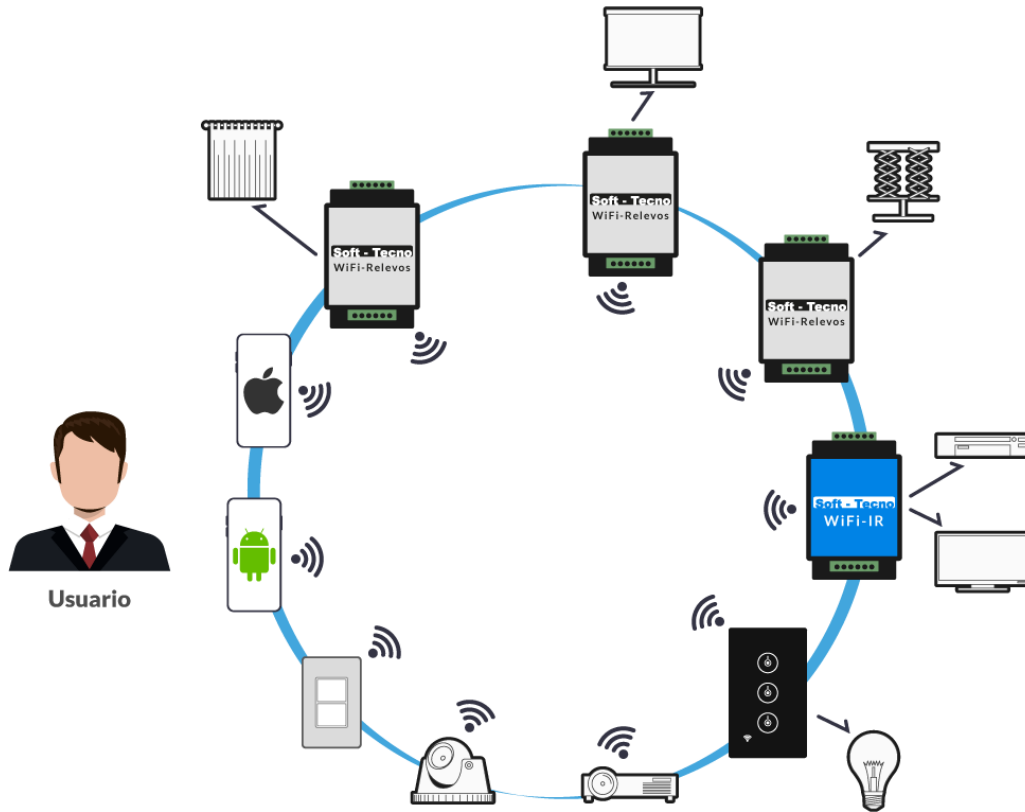 Soft - Tecno
WiFi-Relevos
Soft - Tecno
WiFi-Relevos
Soft - Tecno
WiFi-Relevos
Soft - Tecno
WiFi-IR
Usuario